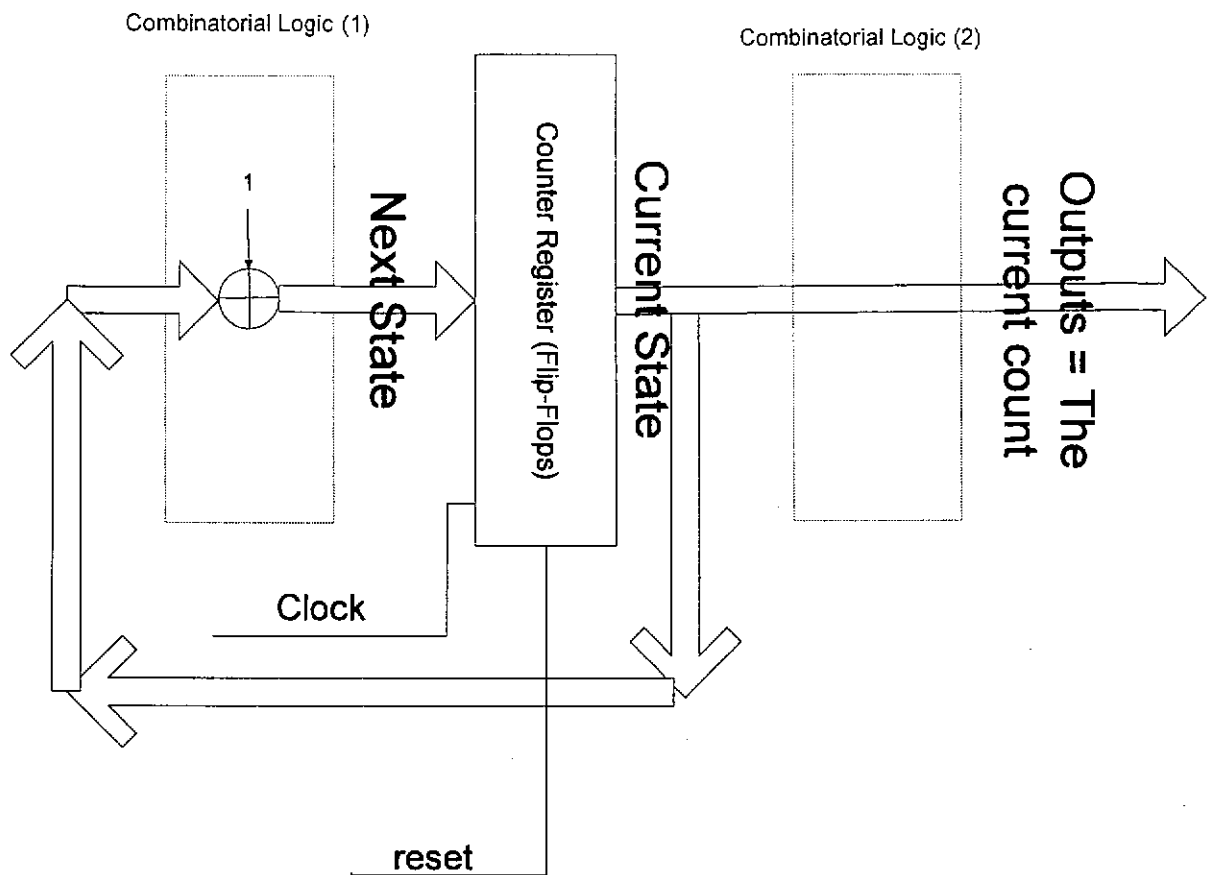 Combinatorial Logic (1)
Combinatorial Logic (2)
1
Next State
Counter Register (Flip-Flops)
Current State
Outputs = The
current count
Clock
reset